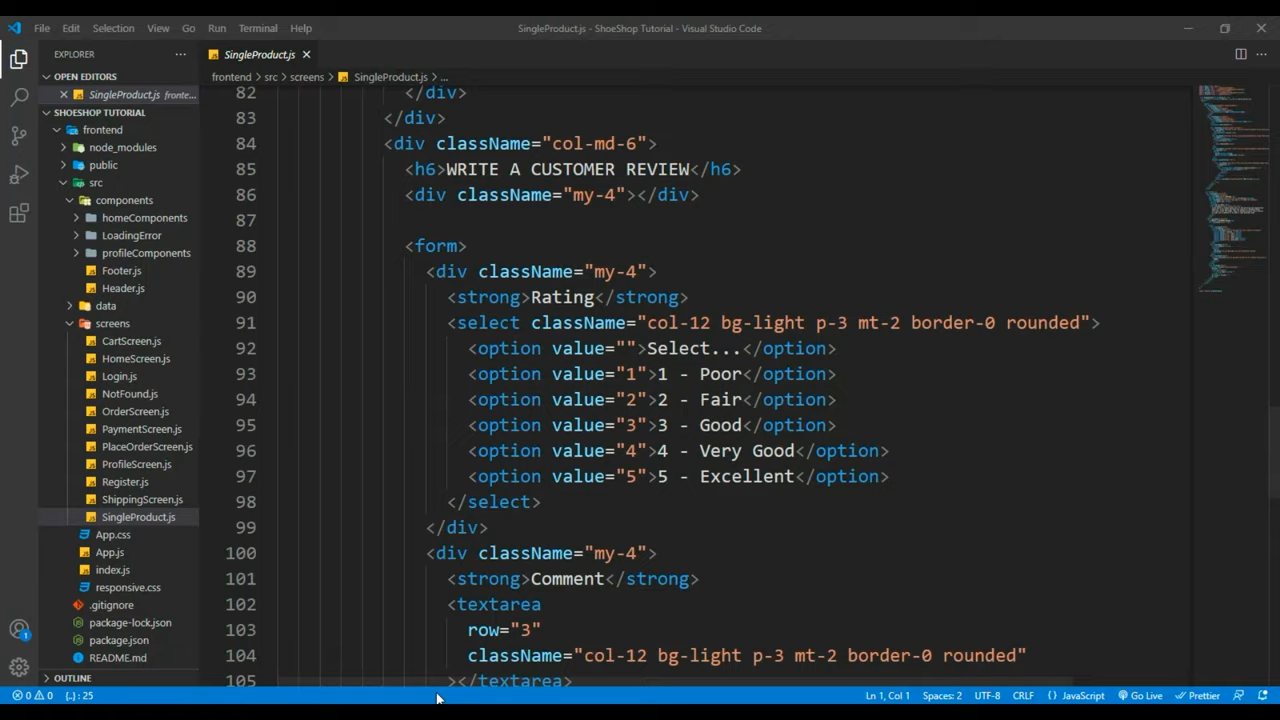 File Edit Selection View Go Run Terminal Help
SingleProduct.js - ShoeShop Tutorial - Visual Studio Code
EXPLORER
OPEN EDITORS
SingleProduct.js fronte...
SHOESHOP TUTORIAL
frontend
node_modules
public
src
components
homeComponents
LoadingError
profileComponents
Footer.js
Header.js
data
screens
CartScreen.js
HomeScreen.js
Login.js
NotFound.js
OrderScreen.js
PaymentScreen.js
PlaceOrderScreen.js
ProfileScreen.js
Register.js
ShippingScreen.js
SingleProduct.js
App.css
App.js
index.js
responsive.css
.gitignore
package-lock.json
package.json
README.md
OUTLINE
SingleProduct.js
frontend > src > screens > SingleProduct.js > ...
82 </div>
83 </div>
84 <div className="col-md-6">
85 <h6>WRITE A CUSTOMER REVIEW</h6>
86 <div className="my-4"></div>
87
88 <form>
89 <div className="my-4">
90 <strong>Rating</strong>
91 <select className="col-12 bg-light p-3 mt-2 border-0 rounded">
92 <option value="">Select...</option>
93 <option value="1">1 - Poor</option>
94 <option value="2">2 - Fair</option>
95 <option value="3">3 - Good</option>
96 <option value="4">4 - Very Good</option>
97 <option value="5">5 - Excellent</option>
98 </select>
99 </div>
100 <div className="my-4">
101 <strong>Comment</strong>
102 <textarea
103 row="3"
104 className="col-12 bg-light p-3 mt-2 border-0 rounded"
105 ></textarea>
1
0 0 {..} : 25
Ln 1, Col 1 Spaces: 2 UTF-8 CRLF {} JavaScript Go Live Prettier